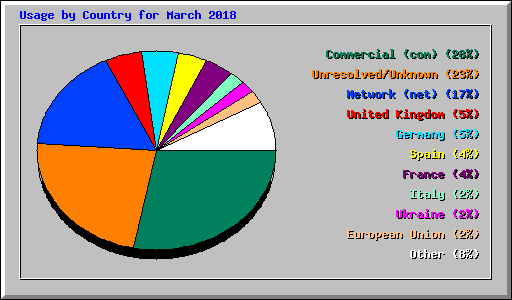 Usage by Country for March 2018
Commercial (com) (28%)
Unresolved/Unknown (23%)
Network (net) (17%)
United Kingdom (5%)
Germany (5%)
Spain (4%)
France (4%)
Italy (2%)
Ukraine (2%)
European Union (2%)
Other (8%)